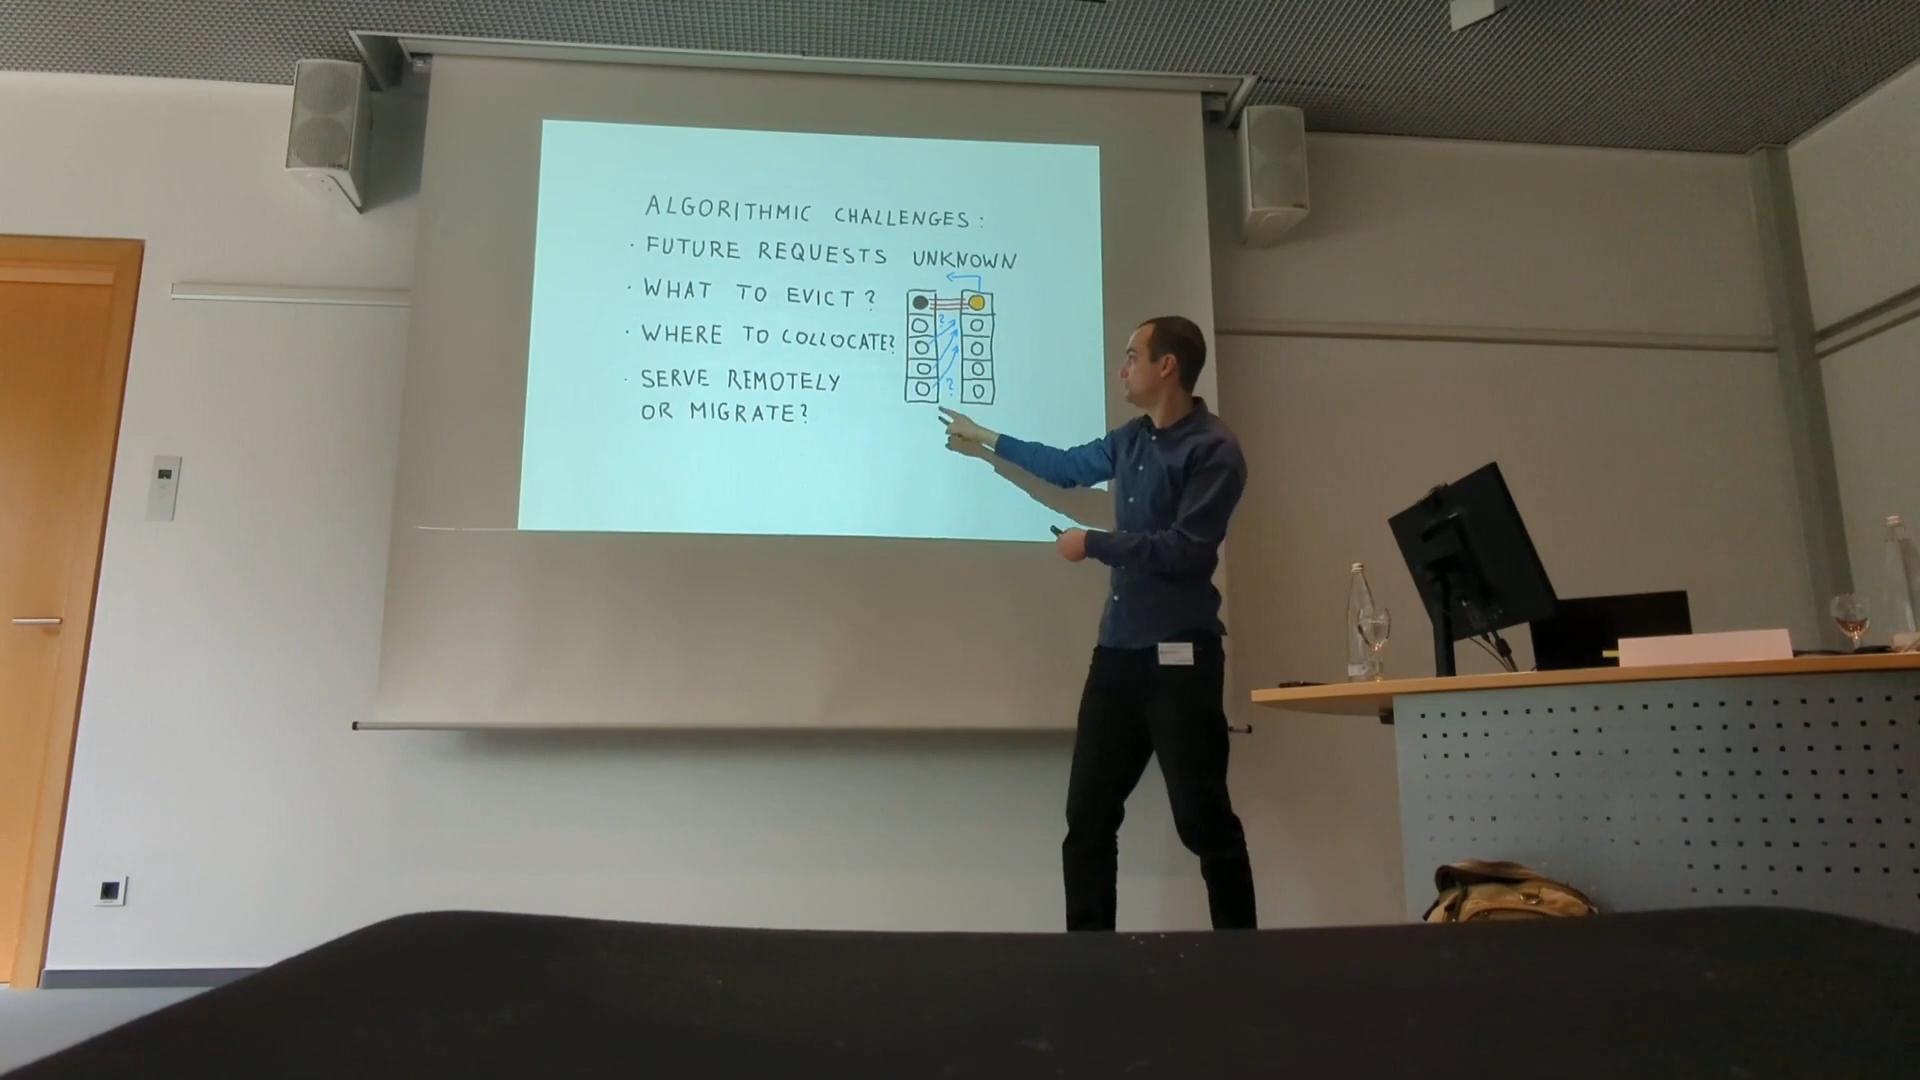 ALGORITHMIC CHALLENGES:
· FUTURE REQUESTS UNKNOWN
· WHAT TO EVICT?
· WHERE TO COLLOCATE?
· SERVE REMOTELY
OR MIGRATE?
?
?